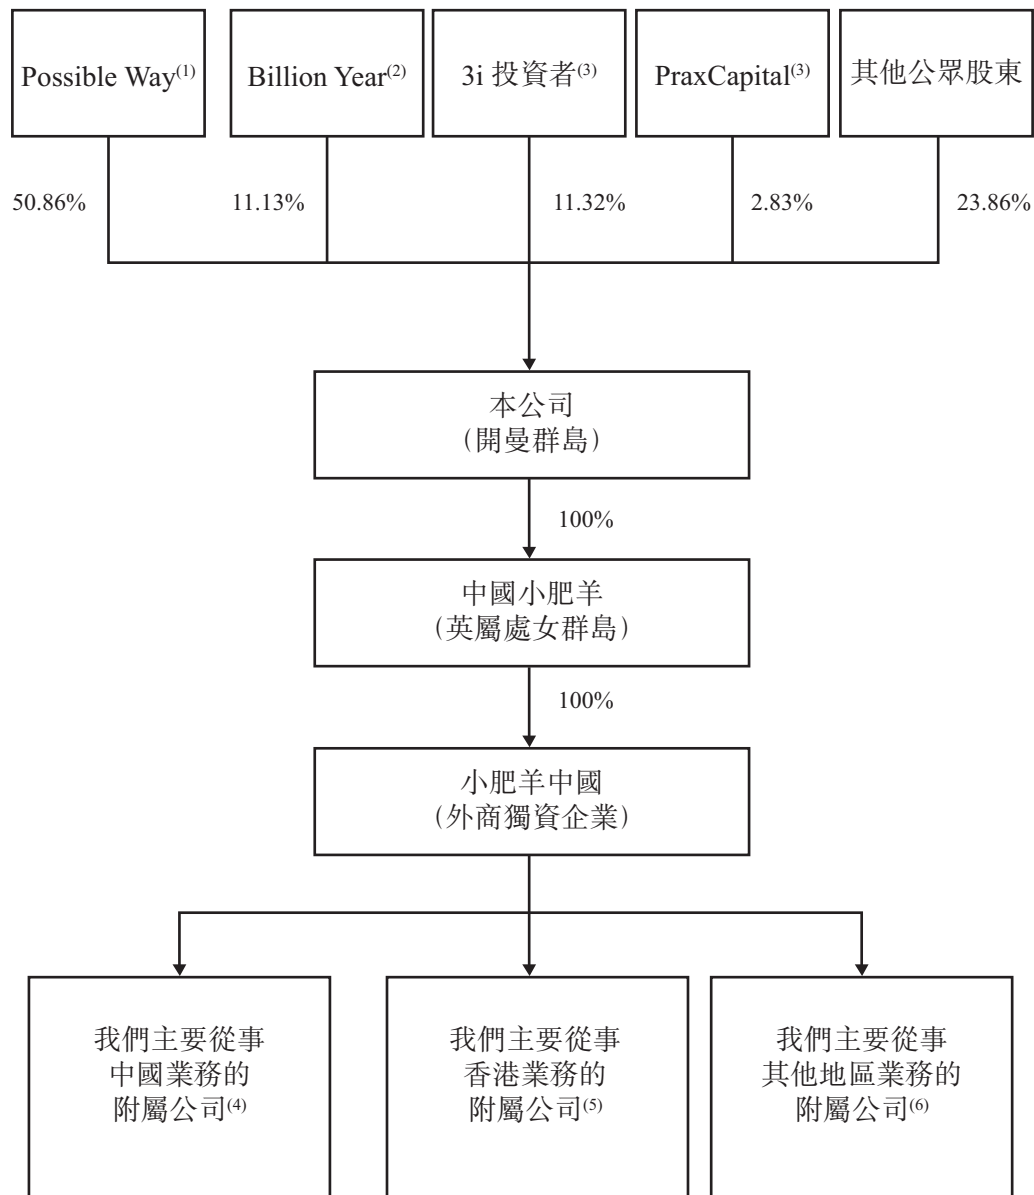 Possible Way(1)
Billion Year(2)
3i 投資者(3)
PraxCapital(3)
其他公眾股東
50.86%
11.13%
11.32%
2.83%
23.86%
本公司
(開曼群島)
100%
中國小肥羊
(英屬處女群島)
100%
小肥羊中國
(外商獨資企業)
我們主要從事
中國業務的
附屬公司(4)
我們主要從事
香港業務的
附屬公司(5)
我們主要從事
其他地區業務的
附屬公司(6)